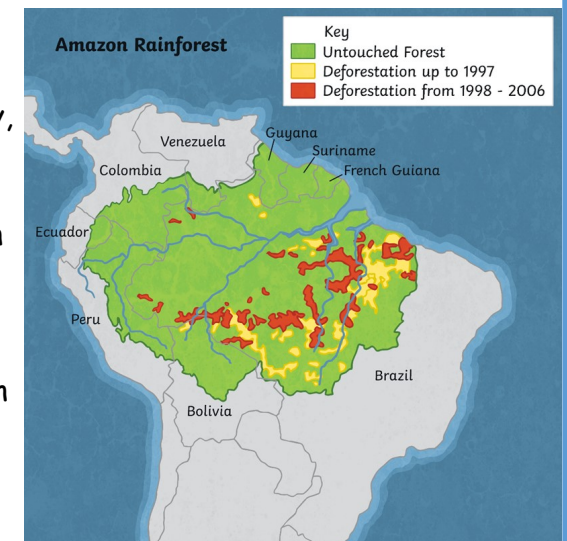 Amazon Rainforest
Key
Untouched Forest
Deforestation up to 1997
Deforestation from 1998 - 2006
Guyana
Venezuela
Suriname
Colombia
French Guiana
Ecuador
Peru
Brazil
Bolivia